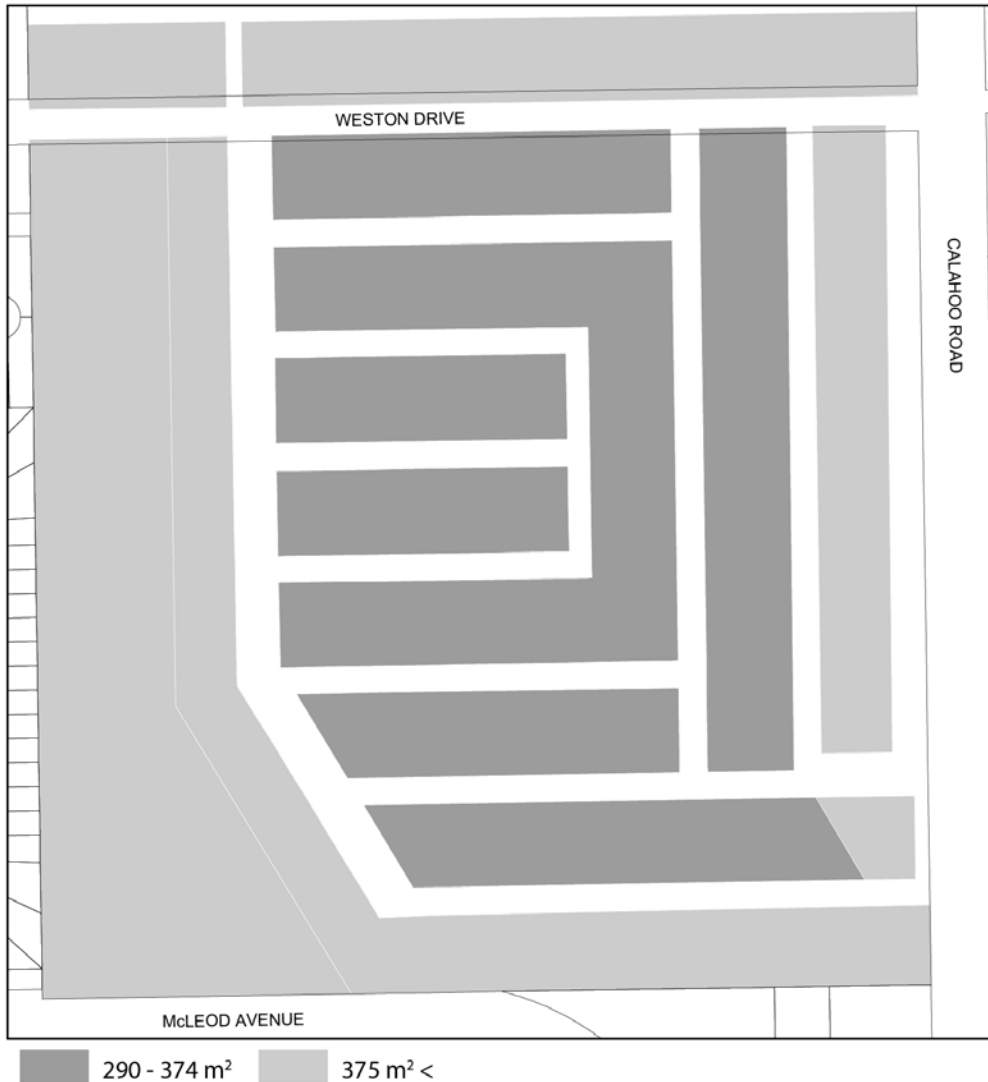 WESTON DRIVE
CALAHOO ROAD
McLEOD AVENUE
290 - 374 m²
375 m² <